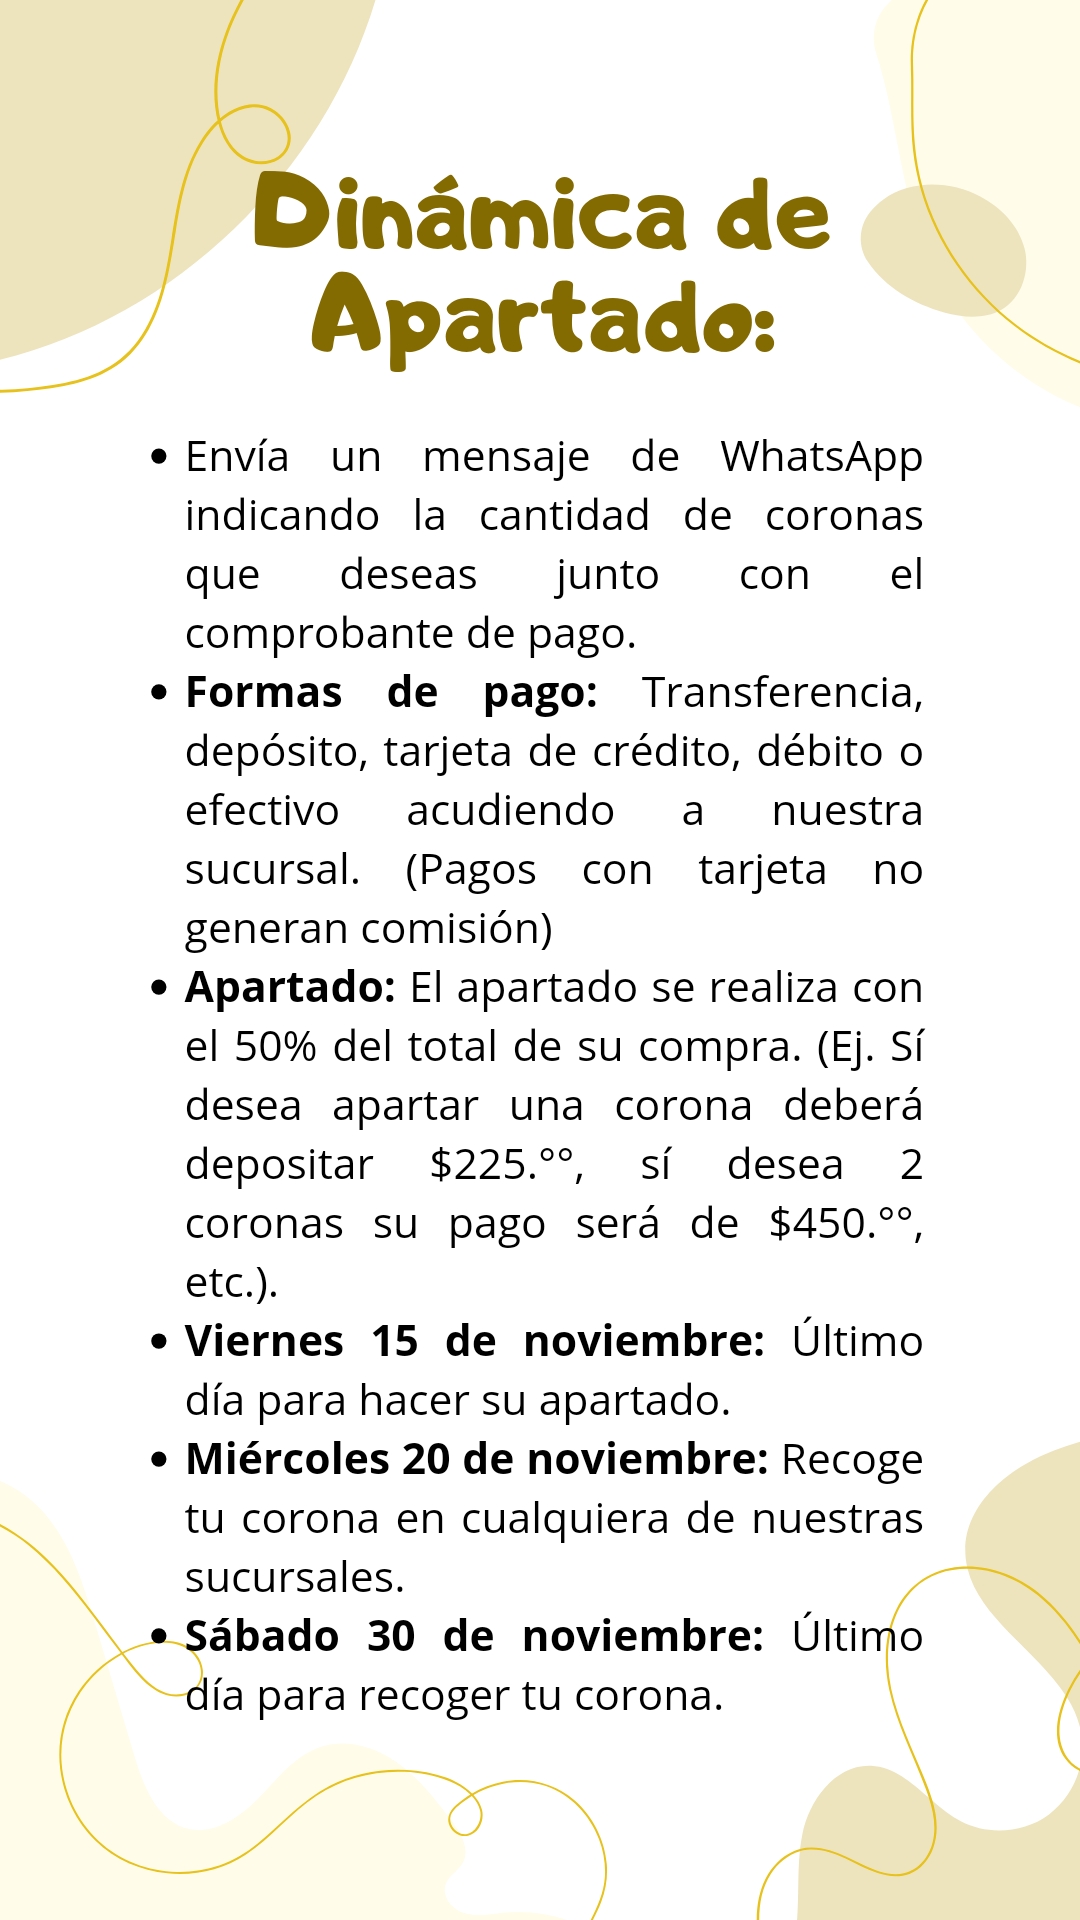 Dinámica de
Apartado:
• Envía un mensaje de WhatsApp
indicando la cantidad de coronas
que deseas junto con el
comprobante de pago.
• Formas de pago: Transferencia,
depósito, tarjeta de crédito, débito o
efectivo acudiendo a nuestra
sucursal. (Pagos con tarjeta no
generan comisión)
• Apartado: El apartado se realiza con
el 50% del total de su compra. (Ej. Sí
desea apartar una corona deberá
depositar $225.°°, sí desea 2
coronas su pago será de $450.°°,
etc.).
• Viernes 15 de noviembre: Último
día para hacer su apartado.
• Miércoles 20 de noviembre: Recoge
tu corona en cualquiera de nuestras
sucursales.
• Sábado 30 de noviembre: Último
día para recoger tu corona.